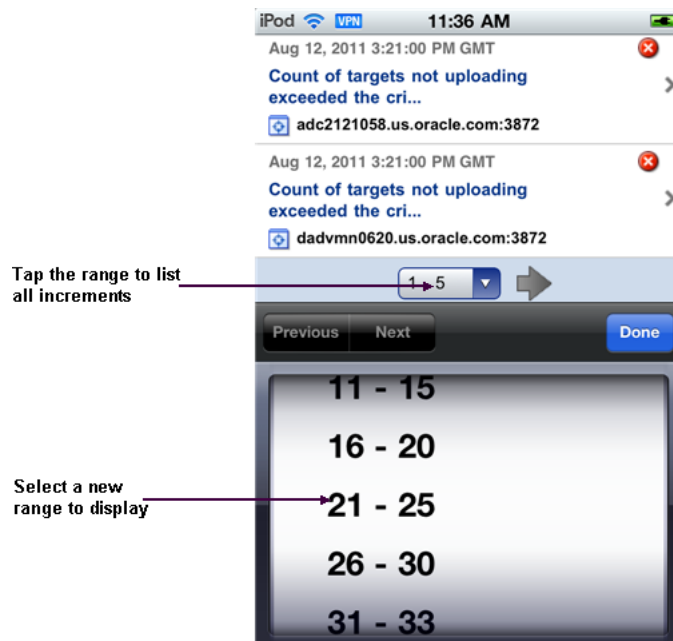 iPod VPN 11:36 AM
Aug 12, 2011 3:21:00 PM GMT
Count of targets not uploading
exceeded the cri...
adc2121058.us.oracle.com:3872
Aug 12, 2011 3:21:00 PM GMT
Count of targets not uploading
exceeded the cri...
dadvmn0620.us.oracle.com:3872
Tap the range to list
all increments
1 - 5
Previous Next Done
11 - 15
16 - 20
Select a new
range to display
21 - 25
26 - 30
31 - 33